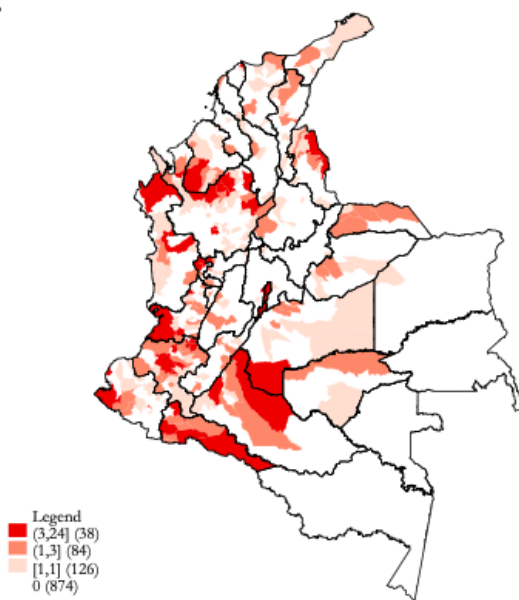 Legend
(3,24] (38)
(1,3] (84)
[1,1] (126)
0 (874)